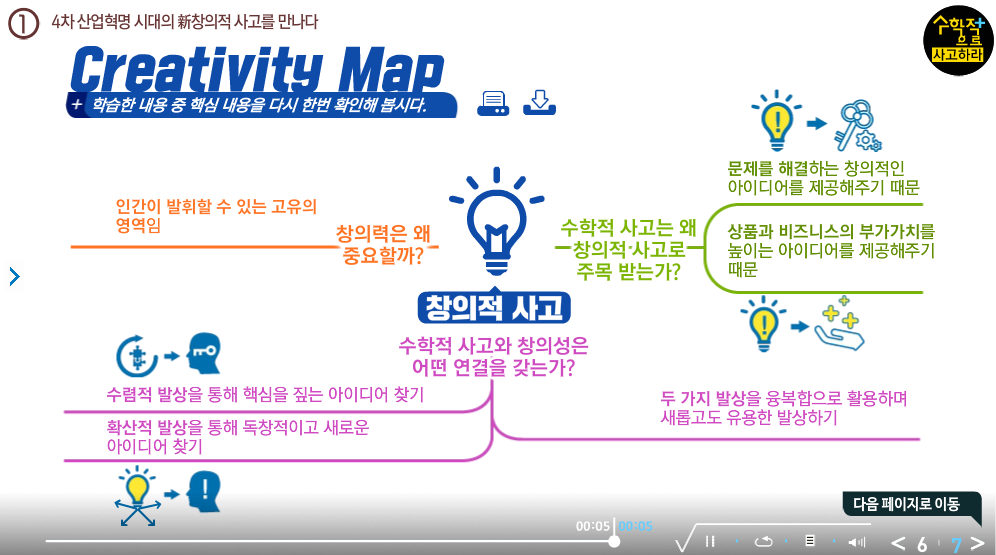 1 4차 산업혁명 시대의 新창의적 사고를 만나다
수학적
으로
사고하라
Creativity Map
+ 학습한 내용 중 핵심 내용을 다시 한번 확인해 봅시다.
인간이 발휘할 수 있는 고유의
영역임
창의력은 왜
중요할까?
수학적 사고는 왜
창의적·사고로
주목 받는가?
문제를 해결하는 창의적인
아이디어를 제공해주기 때문
상품과 비즈니스의 부가가치를
높이는 아이디어를 제공해주기
때문
창의적 사고
수학적 사고와 창의성은
어떤 연결을 갖는가?
수렴적 발상을 통해 핵심을 짚는 아이디어 찾기
확산적 발상을 통해 독창적이고 새로운
아이디어 찾기
두 가지 발상을 융복합으로 활용하며
새롭고도 유용한 발상하기
다음 페이지로 이동
00:05 00:05
< 6 7 >